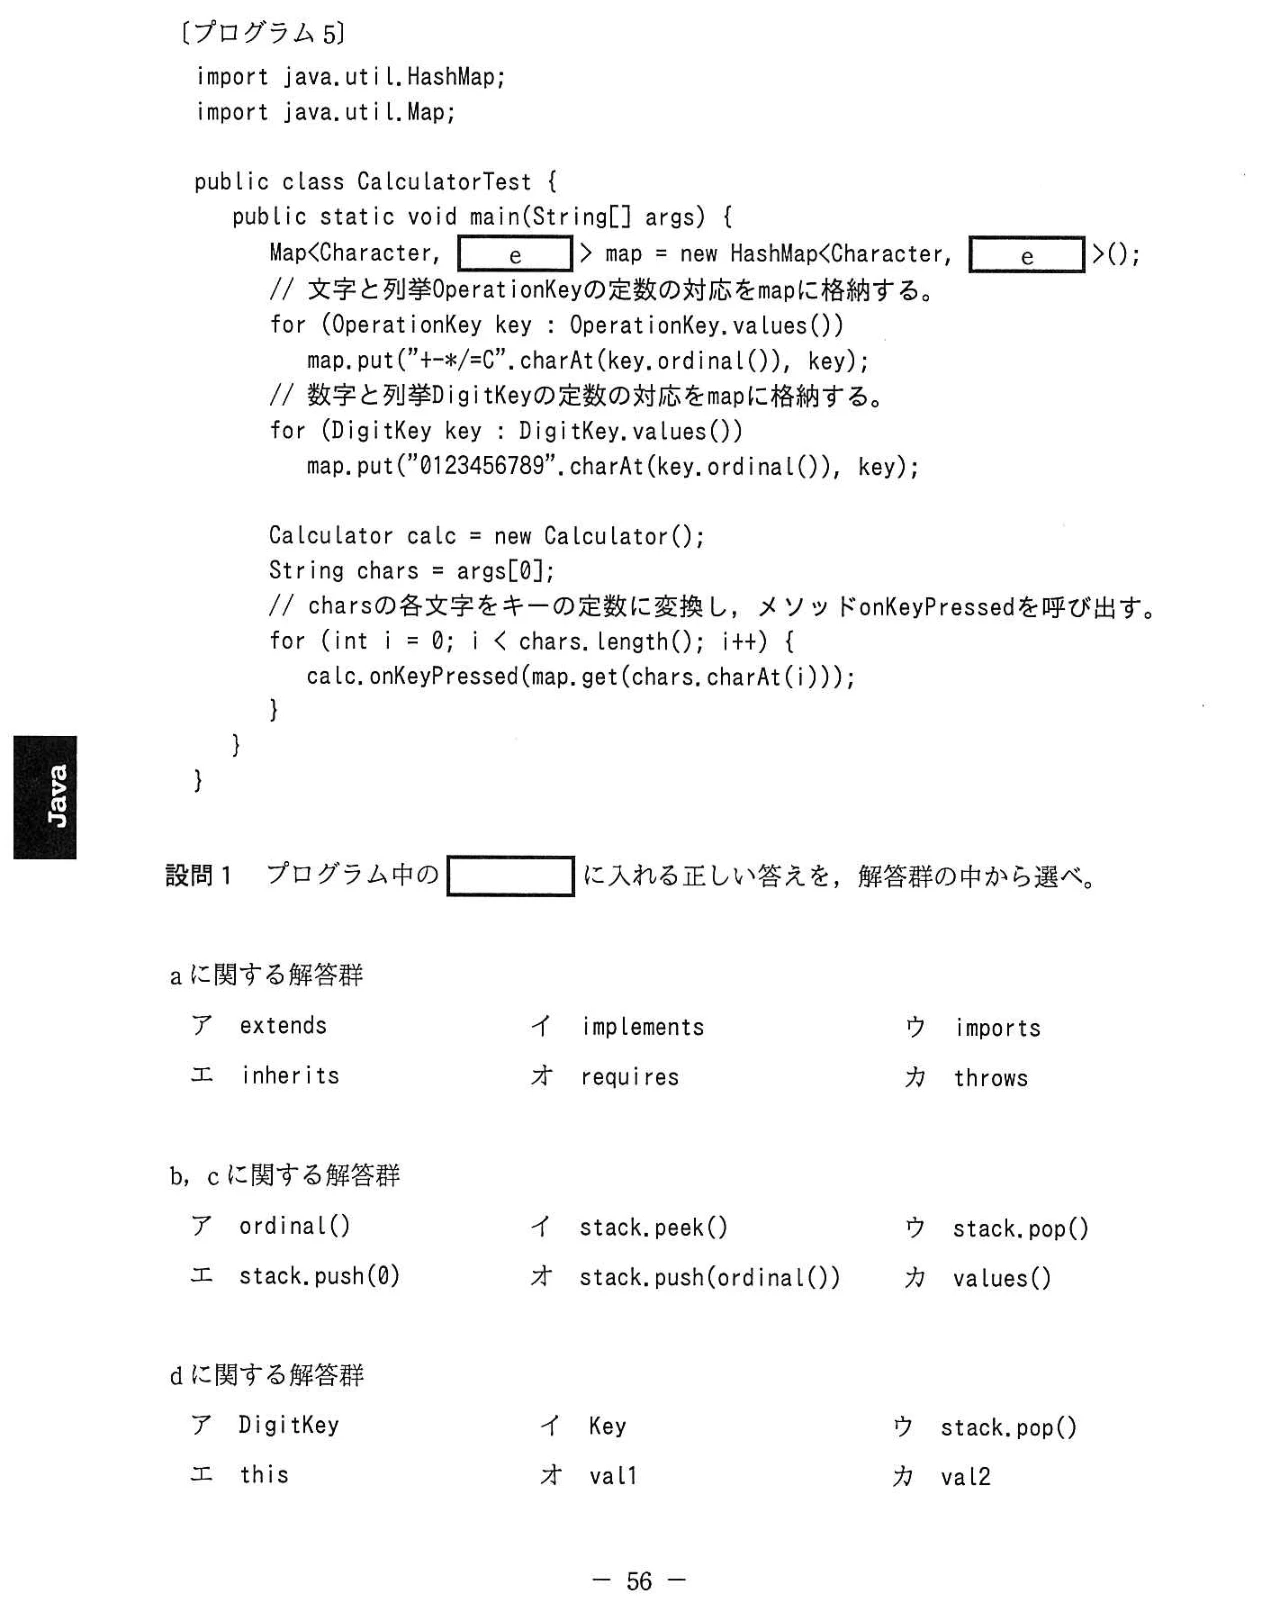 〔プログラム 5〕
import java.util.HashMap;
import java.util.Map;
public class CalculatorTest {
public static void main(String[] args) {
Map<Character, e > map = new HashMap<Character, e >();
// 文字と列挙OperationKeyの定数の対応をmapに格納する。
for (OperationKey key : OperationKey.values())
map.put("+-*/=C".charAt(key.ordinal()), key);
// 数字と列挙DigitKeyの定数の対応をmapに格納する。
for (DigitKey key : DigitKey.values())
map.put("0123456789".charAt(key.ordinal()), key);
Calculator calc = new Calculator();
String chars = args[0];
// charsの各文字をキーの定数に変換し，メソッドonKeyPressedを呼び出す。
for (int i = 0; i < chars.length(); i++) {
calc.onKeyPressed(map.get(chars.charAt(i)));
}
}
}
Java
設問 1 プログラム中の に入れる正しい答えを，解答群の中から選べ。
a に関する解答群
ア extends イ implements ウ imports
エ inherits オ requires カ throws
b，c に関する解答群
ア ordinal() イ stack.peek() ウ stack.pop()
エ stack.push(0) オ stack.push(ordinal()) カ values()
d に関する解答群
ア DigitKey イ Key ウ stack.pop()
エ this オ val1 カ val2
－ 56 －